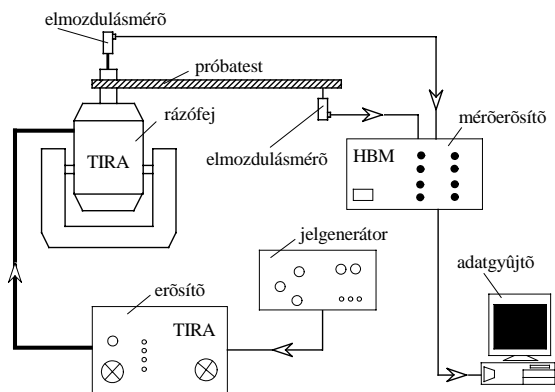 elmozdulásmérõ
próbatest
rázófej
TIRA
elmozdulásmérõ
mérõerõsítõ
HBM
jelgenerátor
adatgyûjtõ
erõsítõ
TIRA